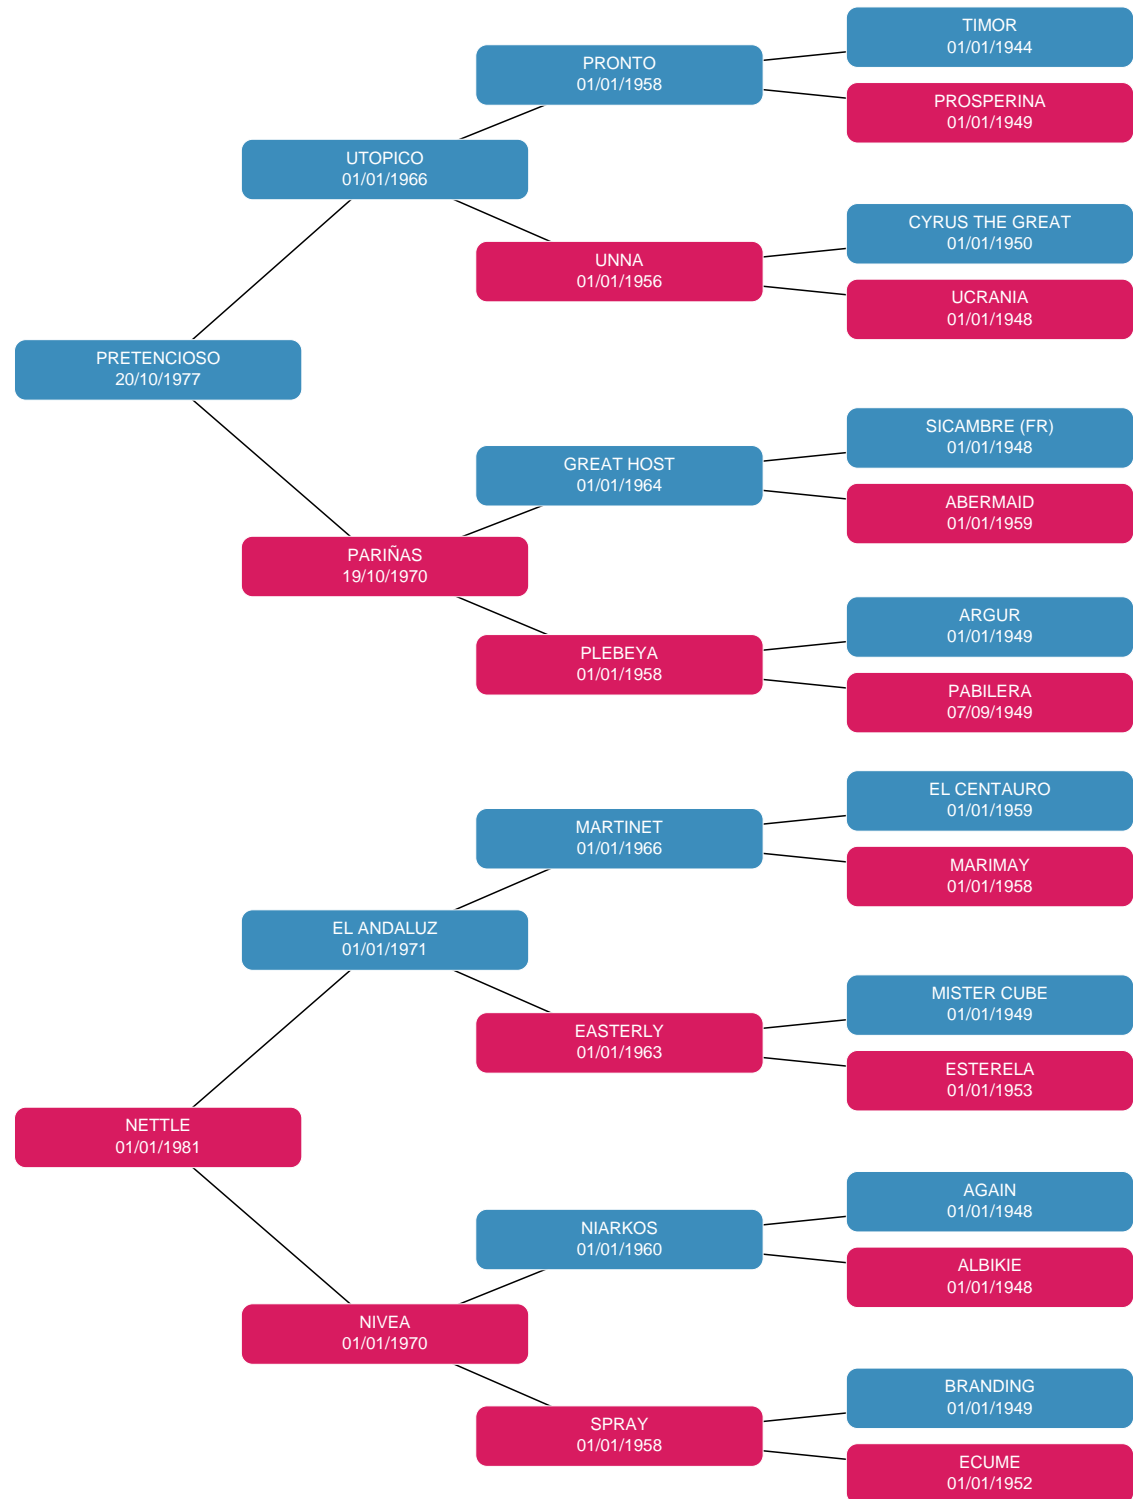 TIMOR
01/01/1944
PRONTO
01/01/1958
PROSPERINA
01/01/1949
UTOPICO
01/01/1966
CYRUS THE GREAT
01/01/1950
UNNA
01/01/1956
UCRANIA
01/01/1948
PRETENCIOSO
20/10/1977
SICAMBRE (FR)
01/01/1948
GREAT HOST
01/01/1964
ABERMAID
01/01/1959
PARIÑAS
19/10/1970
ARGUR
01/01/1949
PLEBEYA
01/01/1958
PABILERA
07/09/1949
EL CENTAURO
01/01/1959
MARTINET
01/01/1966
MARIMAY
01/01/1958
EL ANDALUZ
01/01/1971
MISTER CUBE
01/01/1949
EASTERLY
01/01/1963
ESTERELA
01/01/1953
NETTLE
01/01/1981
AGAIN
01/01/1948
NIARKOS
01/01/1960
ALBIKIE
01/01/1948
NIVEA
01/01/1970
BRANDING
01/01/1949
SPRAY
01/01/1958
ECUME
01/01/1952